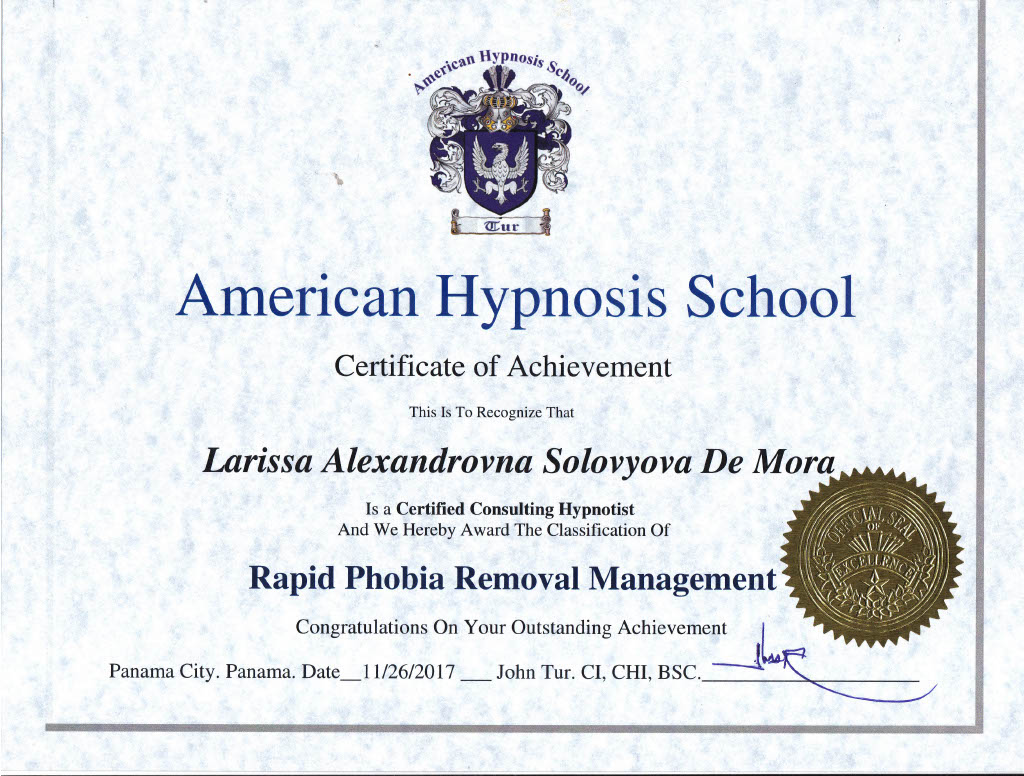 American Hypnosis School
Tur
American Hypnosis School
Certificate of Achievement
This Is To Recognize That
Larissa Alexandrovna Solovyova De Mora
Is a Certified Consulting Hypnotist
And We Hereby Award The Classification Of
OFFICIAL SEAL
OF
EXCELLENCE
Rapid Phobia Removal Management
Congratulations On Your Outstanding Achievement
Panama City. Panama. Date__11/26/2017 ___ John Tur. CI, CHI, BSC.____________________